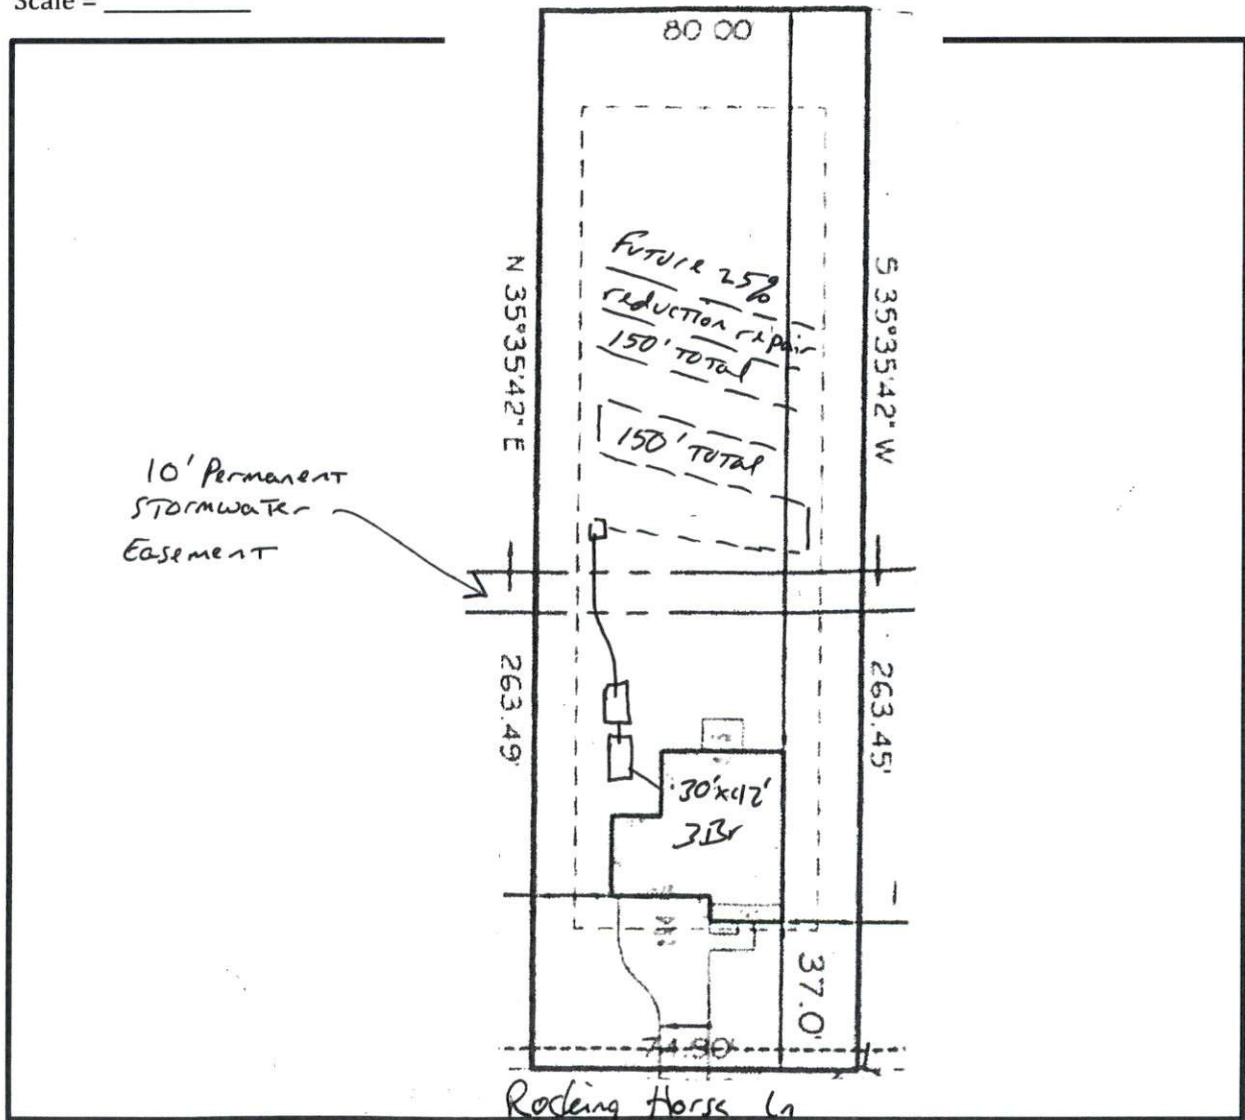 Scale = __________
80 00
Future 25%
reduction repair
150' Total
150' Total
N 35°35'42" E
S 35°35'42" W
10' Permanent
Stormwater
Easement
263.49'
263.45'
30'x42'
3Br
37.0'
74.90'
Rocking Horse Ln